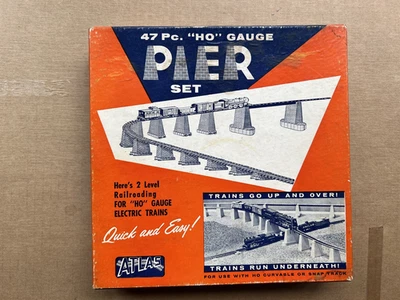 47 Pc. "HO" GAUGE
PIER
SET
Here's 2 Level
Railroading
FOR "HO" GAUGE
ELECTRIC TRAINS
Quick and Easy!
ATLAS
TRAINS GO UP AND OVER!
TRAINS RUN UNDERNEATH!
FOR USE WITH HO CURVABLE OR SNAP TRACK